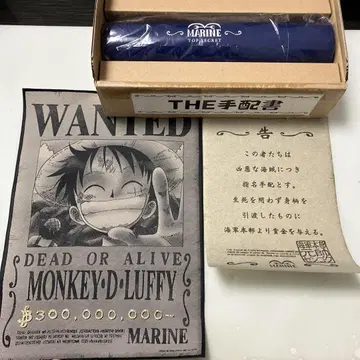 MARINE
TOP SECRET
THE手配書
WANTED
DEAD OR ALIVE
MONKEY・D・LUFFY
300,000,000-
MARINE
告
この者たちは
凶悪な海賊につき
指名手配とす。
生死を問わず身柄を
引渡したものに
海軍本部より賞金を与える。
MARINE